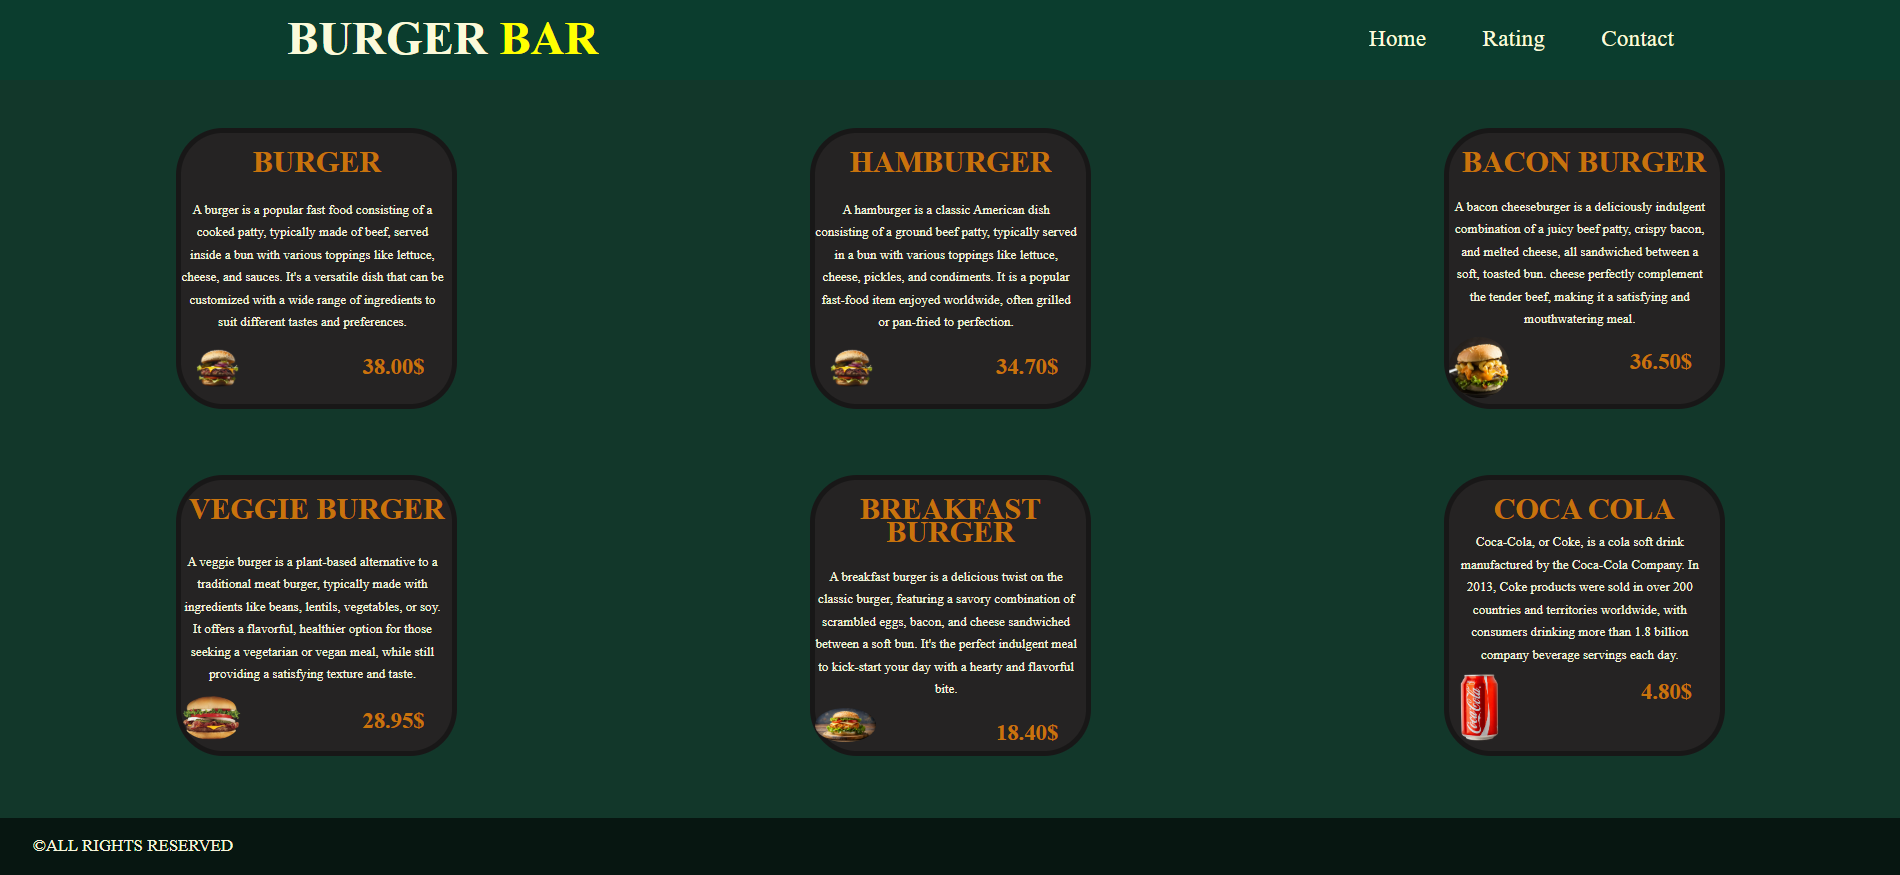 BURGER BAR
Home
Rating
Contact
BURGER
A burger is a popular fast food consisting of a
cooked patty, typically made of beef, served
inside a bun with various toppings like lettuce,
cheese, and sauces. It's a versatile dish that can be
customized with a wide range of ingredients to
suit different tastes and preferences.
38.00$
HAMBURGER
A hamburger is a classic American dish
consisting of a ground beef patty, typically served
in a bun with various toppings like lettuce,
cheese, pickles, and condiments. It is a popular
fast-food item enjoyed worldwide, often grilled
or pan-fried to perfection.
34.70$
BACON BURGER
A bacon cheeseburger is a deliciously indulgent
combination of a juicy beef patty, crispy bacon,
and melted cheese, all sandwiched between a
soft, toasted bun. cheese perfectly complement
the tender beef, making it a satisfying and
mouthwatering meal.
36.50$
VEGGIE BURGER
A veggie burger is a plant-based alternative to a
traditional meat burger, typically made with
ingredients like beans, lentils, vegetables, or soy.
It offers a flavorful, healthier option for those
seeking a vegetarian or vegan meal, while still
providing a satisfying texture and taste.
28.95$
BREAKFAST
BURGER
A breakfast burger is a delicious twist on the
classic burger, featuring a savory combination of
scrambled eggs, bacon, and cheese sandwiched
between a soft bun. It's the perfect indulgent meal
to kick-start your day with a hearty and flavorful
bite.
18.40$
COCA COLA
Coca-Cola, or Coke, is a cola soft drink
manufactured by the Coca-Cola Company. In
2013, Coke products were sold in over 200
countries and territories worldwide, with
consumers drinking more than 1.8 billion
company beverage servings each day.
Coca-Cola
4.80$
©ALL RIGHTS RESERVED